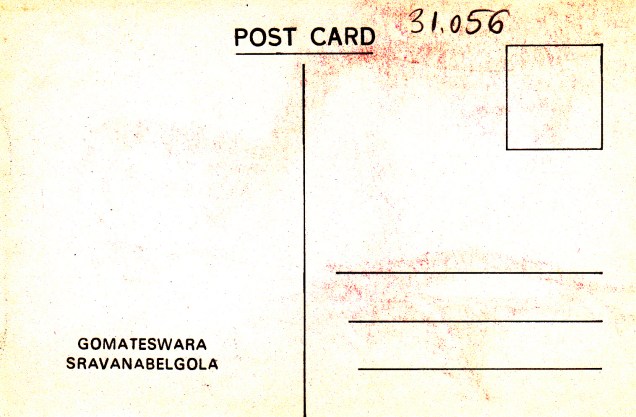 POST CARD
31.056
GOMATESWARA
SRAVANABELGOLA